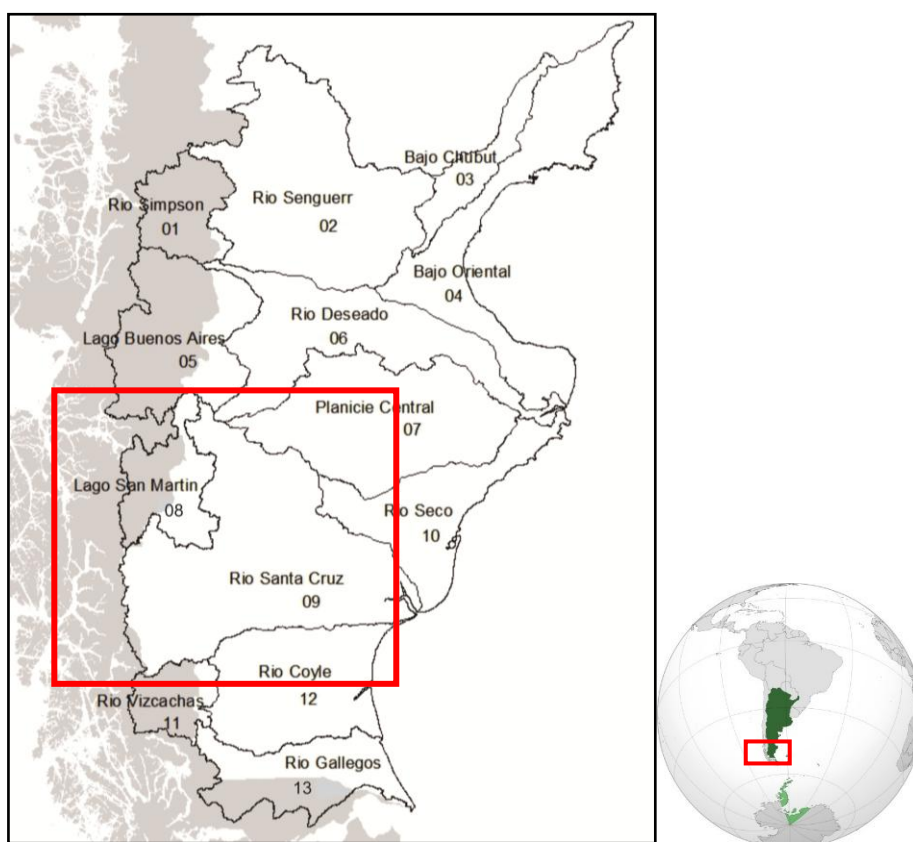 Bajo Chubut
03
Rio Simpson
01
Rio Senguerr
02
Bajo Oriental
04
Rio Deseado
06
Lago Buenos Aires
05
Planicie Central
07
Lago San Martin
08
Rio Seco
10
Rio Santa Cruz
09
Rio Coyle
12
Rio Vizcachas
11
Rio Gallegos
13